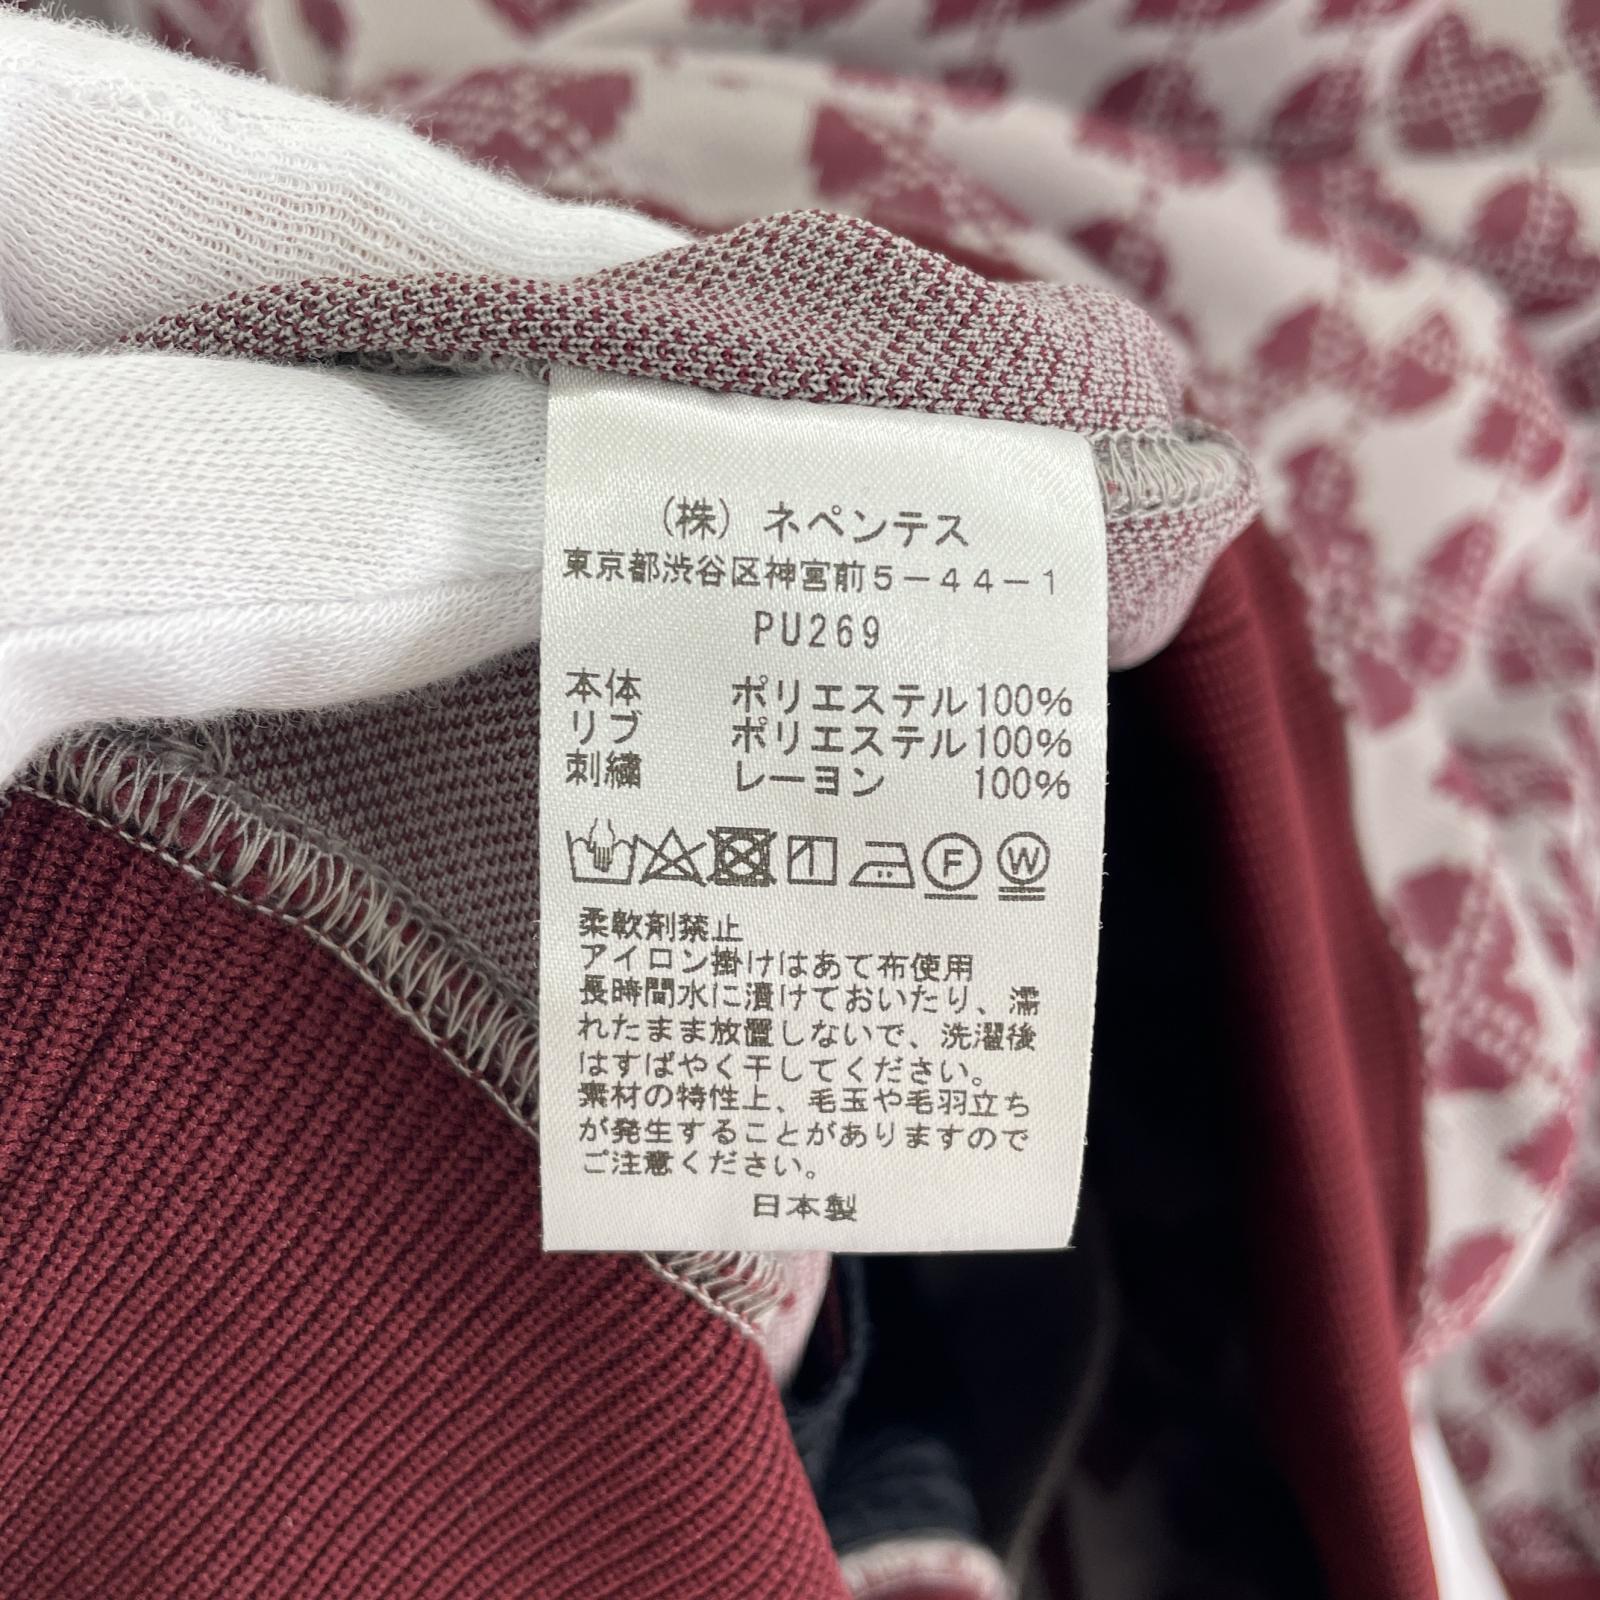 (株) ネペンテス
東京都渋谷区神宮前5-44-1
PU269
本体 ポリエステル100%
リブ ポリエステル100%
刺繍 レーヨン 100%
F W
柔軟剤禁止
アイロン掛けはあて布使用
長時間水に漬けておいたり、濡
れたまま放置しないで、洗濯後
はすばやく干してください。
素材の特性上、毛玉や毛羽立ち
が発生することがありますので
ご注意ください。
日本製